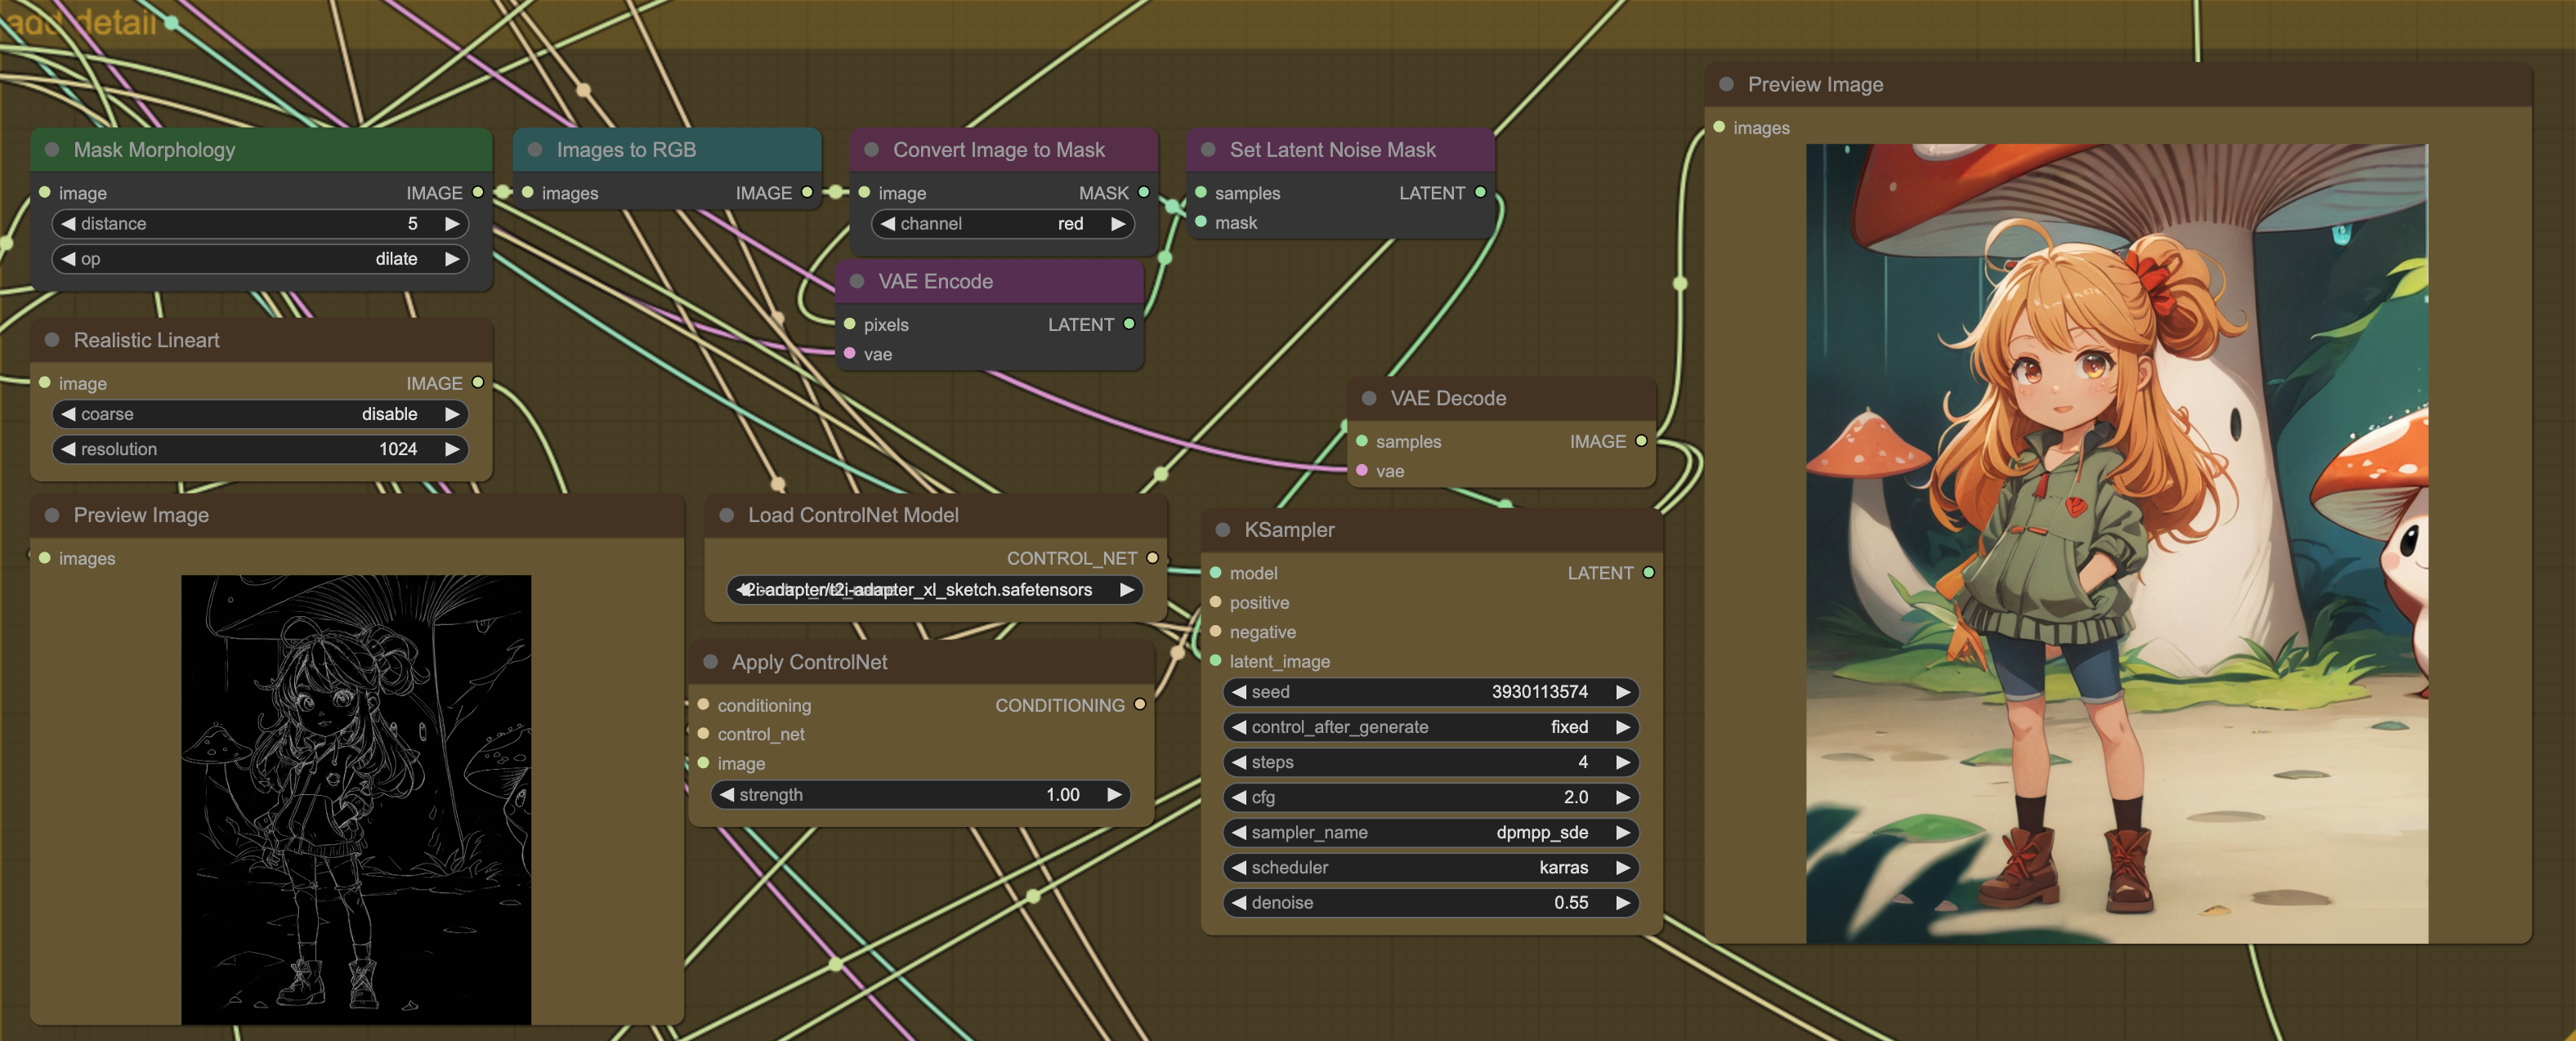 add detail
Mask Morphology
image IMAGE
distance 5
op dilate
Images to RGB
images IMAGE
Convert Image to Mask
image MASK
channel red
Set Latent Noise Mask
samples LATENT
mask
VAE Encode
pixels LATENT
vae
Realistic Lineart
image IMAGE
coarse disable
resolution 1024
Preview Image
images
Load ControlNet Model
CONTROL_NET
t2i-adapter/t2i-adapter_xl_sketch.safetensors
Apply ControlNet
conditioning CONDITIONING
control_net
image
strength 1.00
VAE Decode
samples IMAGE
vae
KSampler
model LATENT
positive
negative
latent_image
seed 3930113574
control_after_generate fixed
steps 4
cfg 2.0
sampler_name dpmpp_sde
scheduler karras
denoise 0.55
Preview Image
images